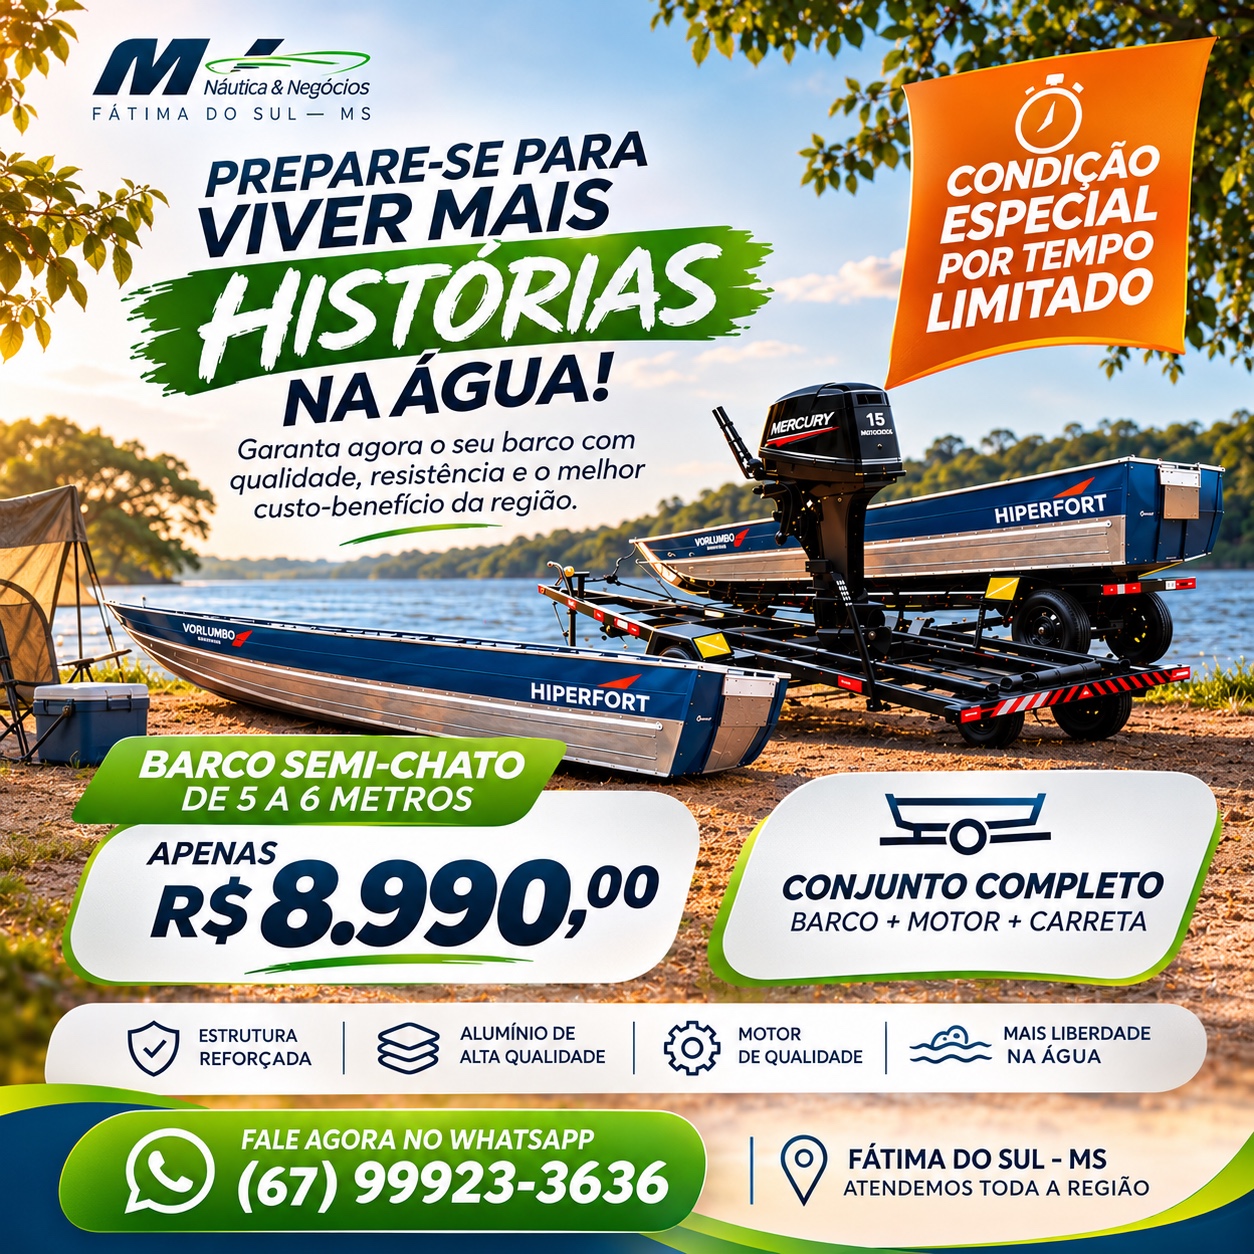 M
Náutica & Negócios
FÁTIMA DO SUL — MS
PREPARE-SE PARA
VIVER MAIS
HISTÓRIAS
NA ÁGUA!
Garanta agora o seu barco com
qualidade, resistência e o melhor
custo-benefício da região.
CONDIÇÃO
ESPECIAL
POR TEMPO
LIMITADO
MERCURY
15
HIPERFORT
VORLUMBO
VORLUMBO
HIPERFORT
BARCO SEMI-CHATO
DE 5 A 6 METROS
APENAS
R$ 8.990,00
CONJUNTO COMPLETO
BARCO + MOTOR + CARRETA
ESTRUTURA
REFORÇADA
ALUMÍNIO DE
ALTA QUALIDADE
MOTOR
DE QUALIDADE
MAIS LIBERDADE
NA ÁGUA
FALE AGORA NO WHATSAPP
(67) 99923-3636
FÁTIMA DO SUL - MS
ATENDEMOS TODA A REGIÃO